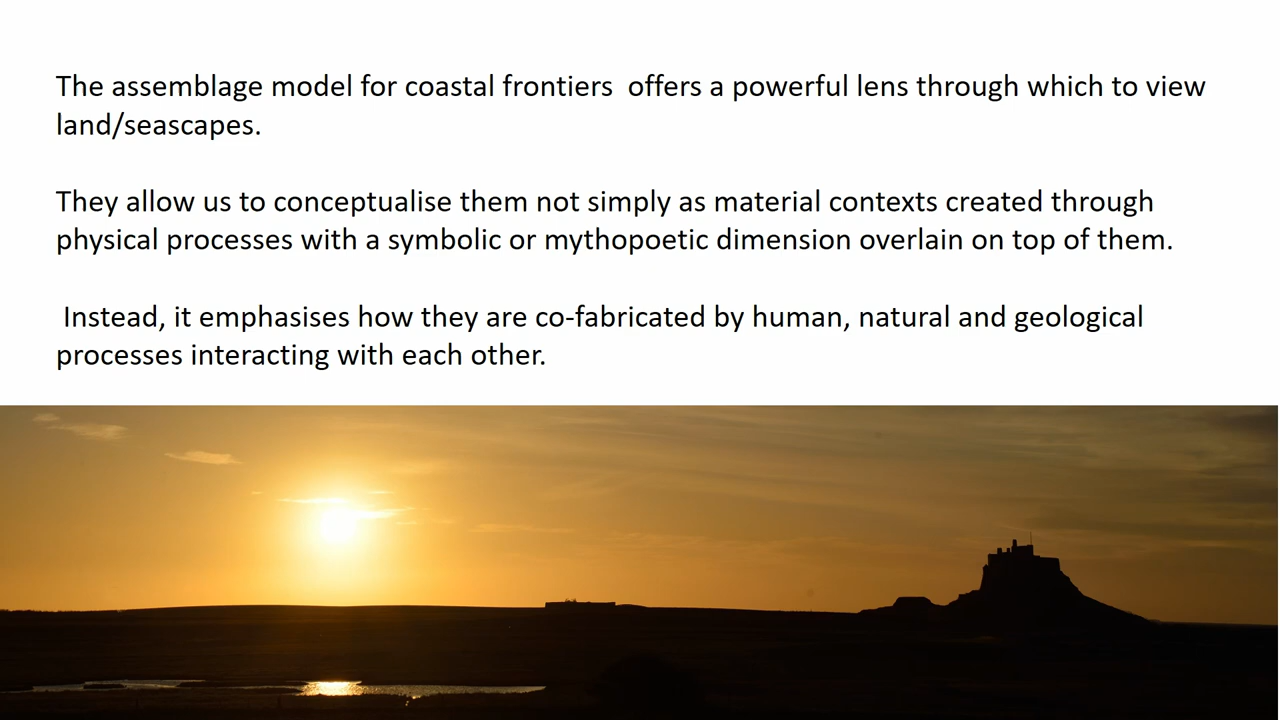 The assemblage model for coastal frontiers  offers a powerful lens through which to view
land/seascapes.
They allow us to conceptualise them not simply as material contexts created through
physical processes with a symbolic or mythopoetic dimension overlain on top of them.
Instead, it emphasises how they are co-fabricated by human, natural and geological
processes interacting with each other.